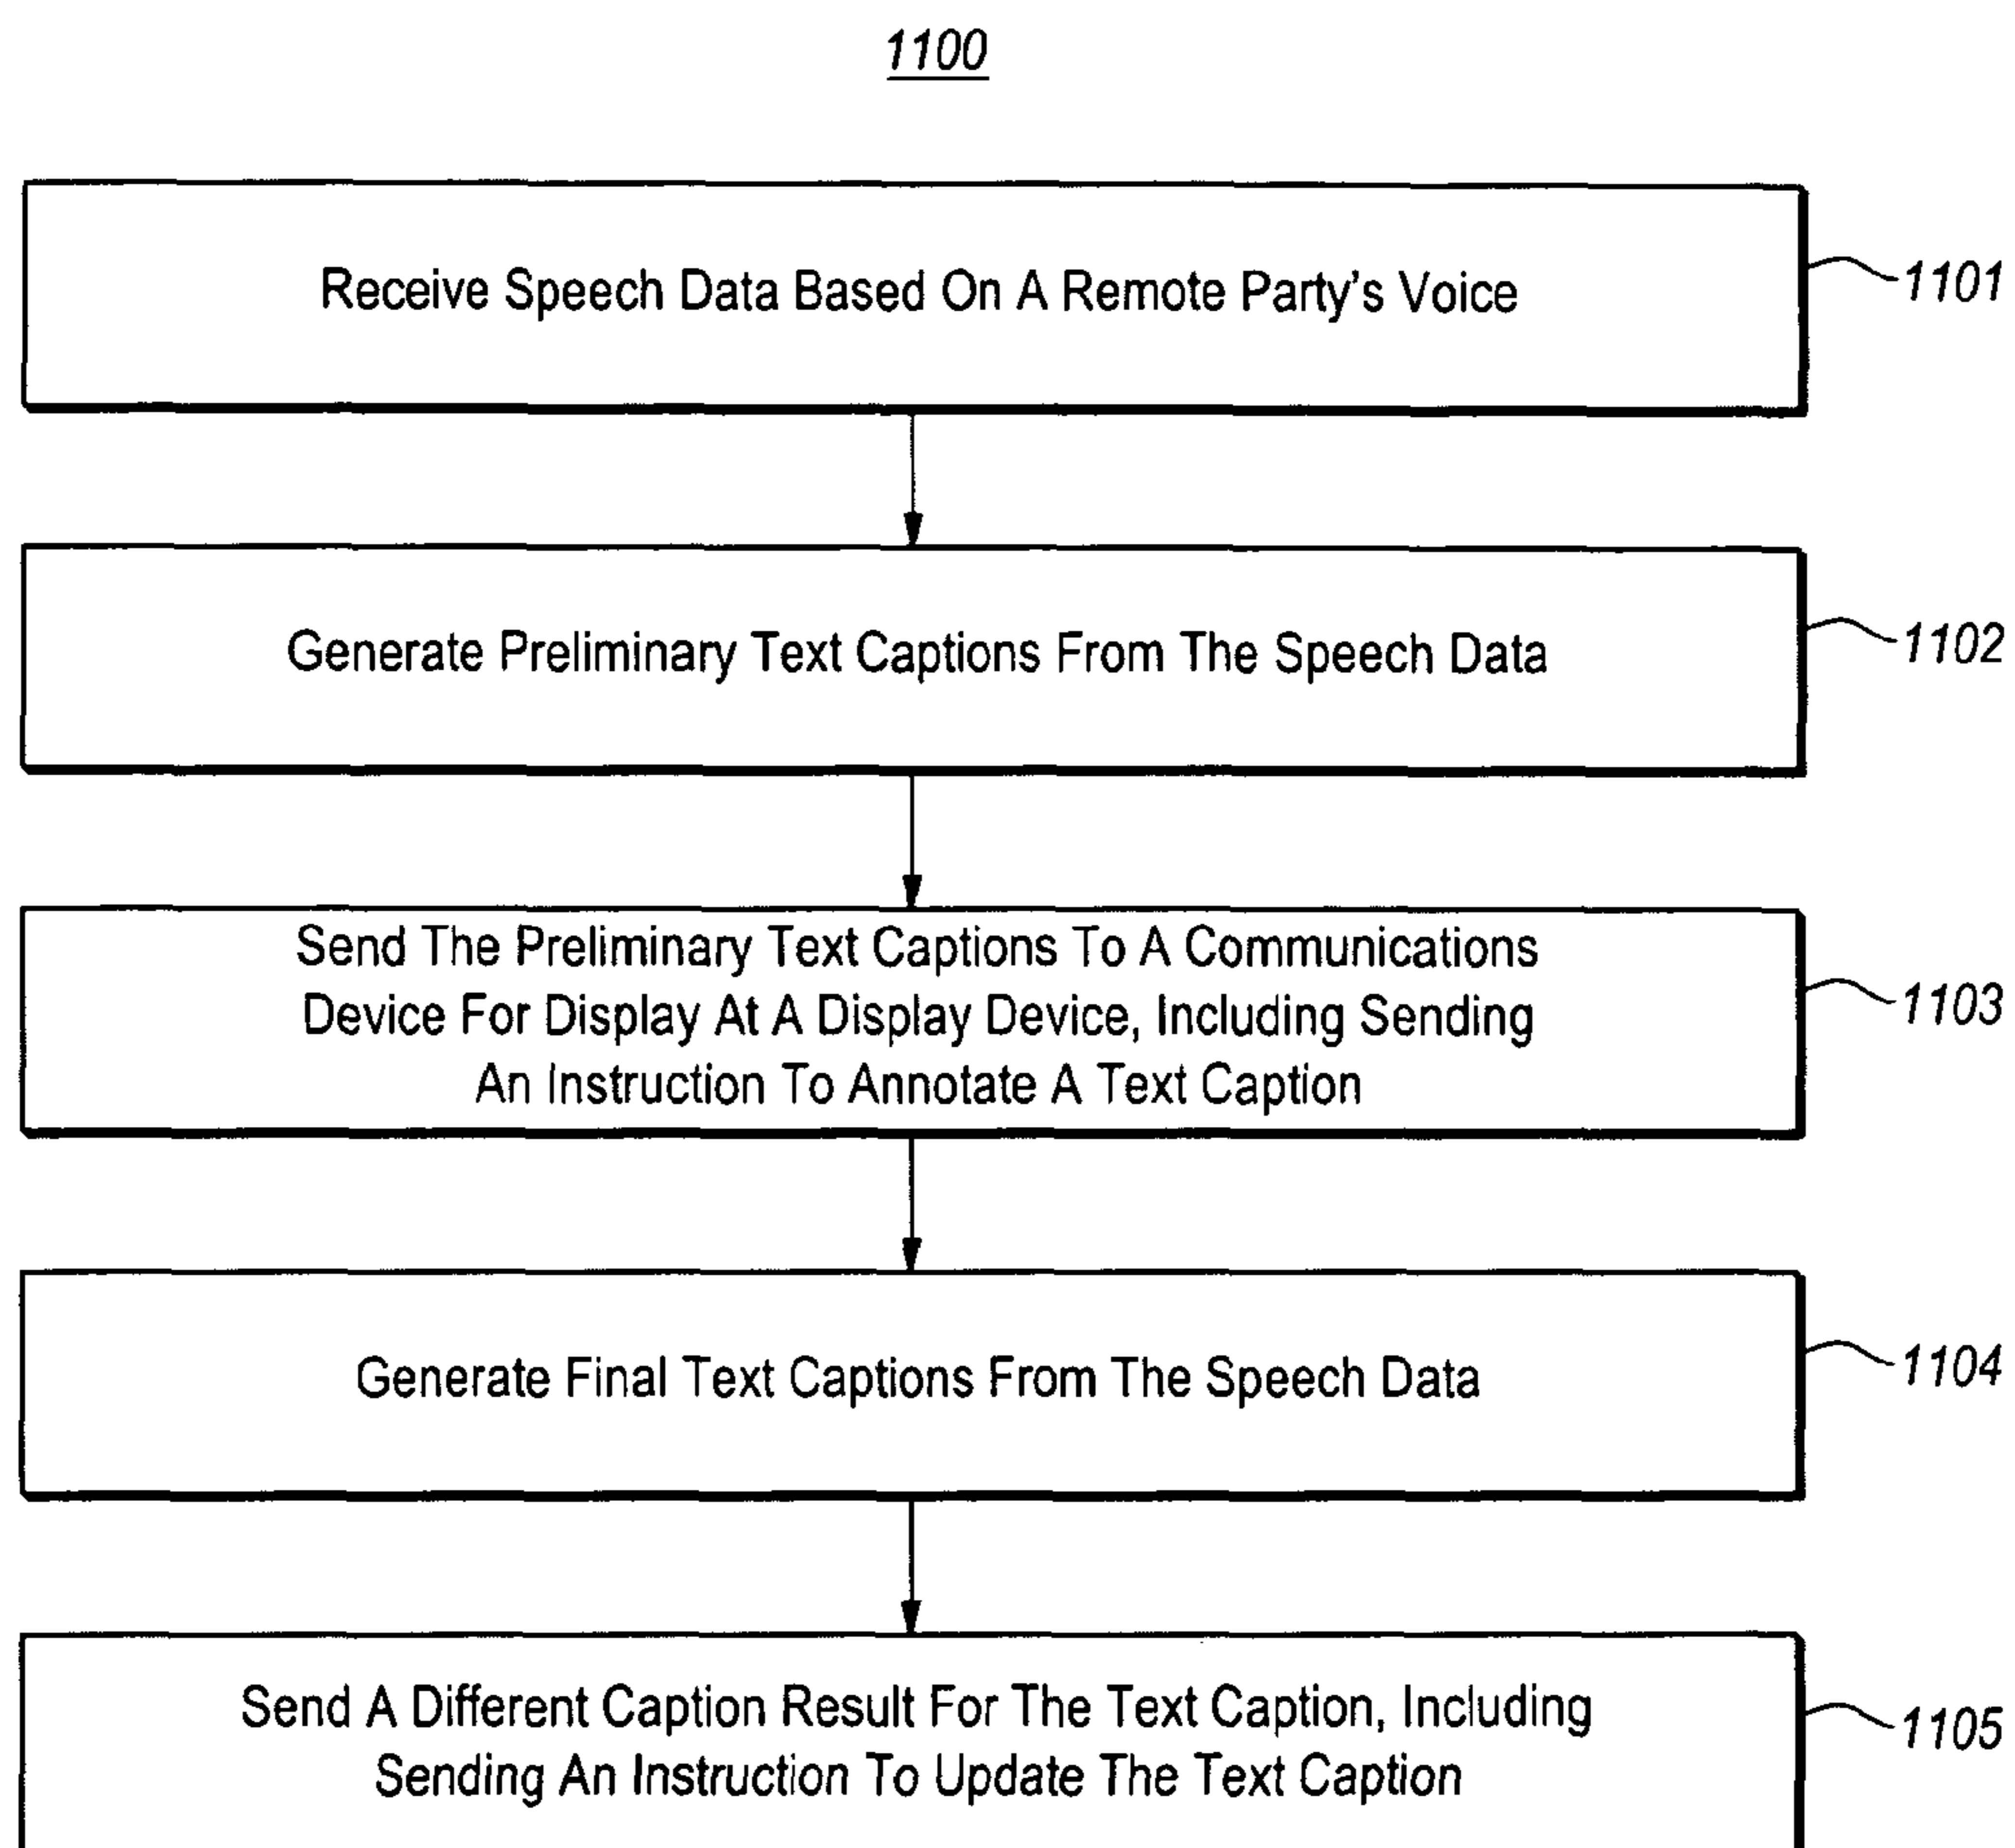 1100
Receive Speech Data Based On A Remote Party's Voice
1101
Generate Preliminary Text Captions From The Speech Data
1102
Send The Preliminary Text Captions To A Communications
Device For Display At A Display Device, Including Sending
An Instruction To Annotate A Text Caption
1103
Generate Final Text Captions From The Speech Data
1104
Send A Different Caption Result For The Text Caption, Including
Sending An Instruction To Update The Text Caption
1105